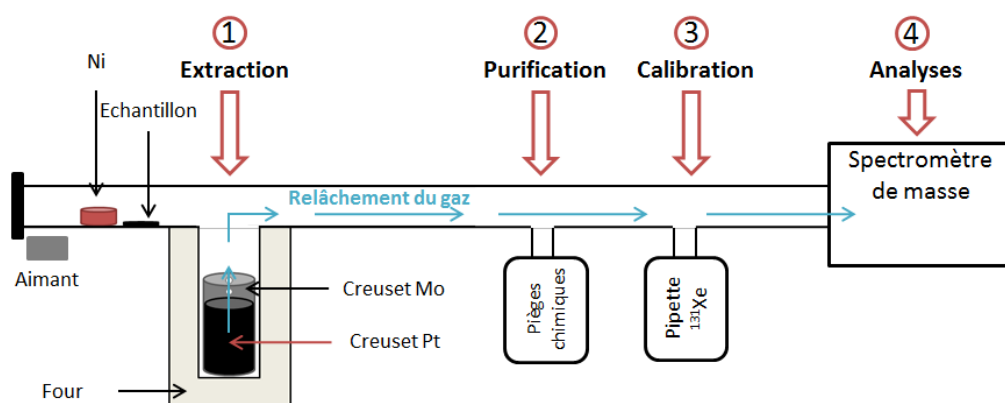 1
Extraction
2
Purification
3
Calibration
4
Analyses
Ni
Echantillon
Relâchement du gaz
Spectromètre
de masse
Aimant
Creuset Mo
Creuset Pt
Four
Pièges
chimiques
Pipette
¹³¹Xe